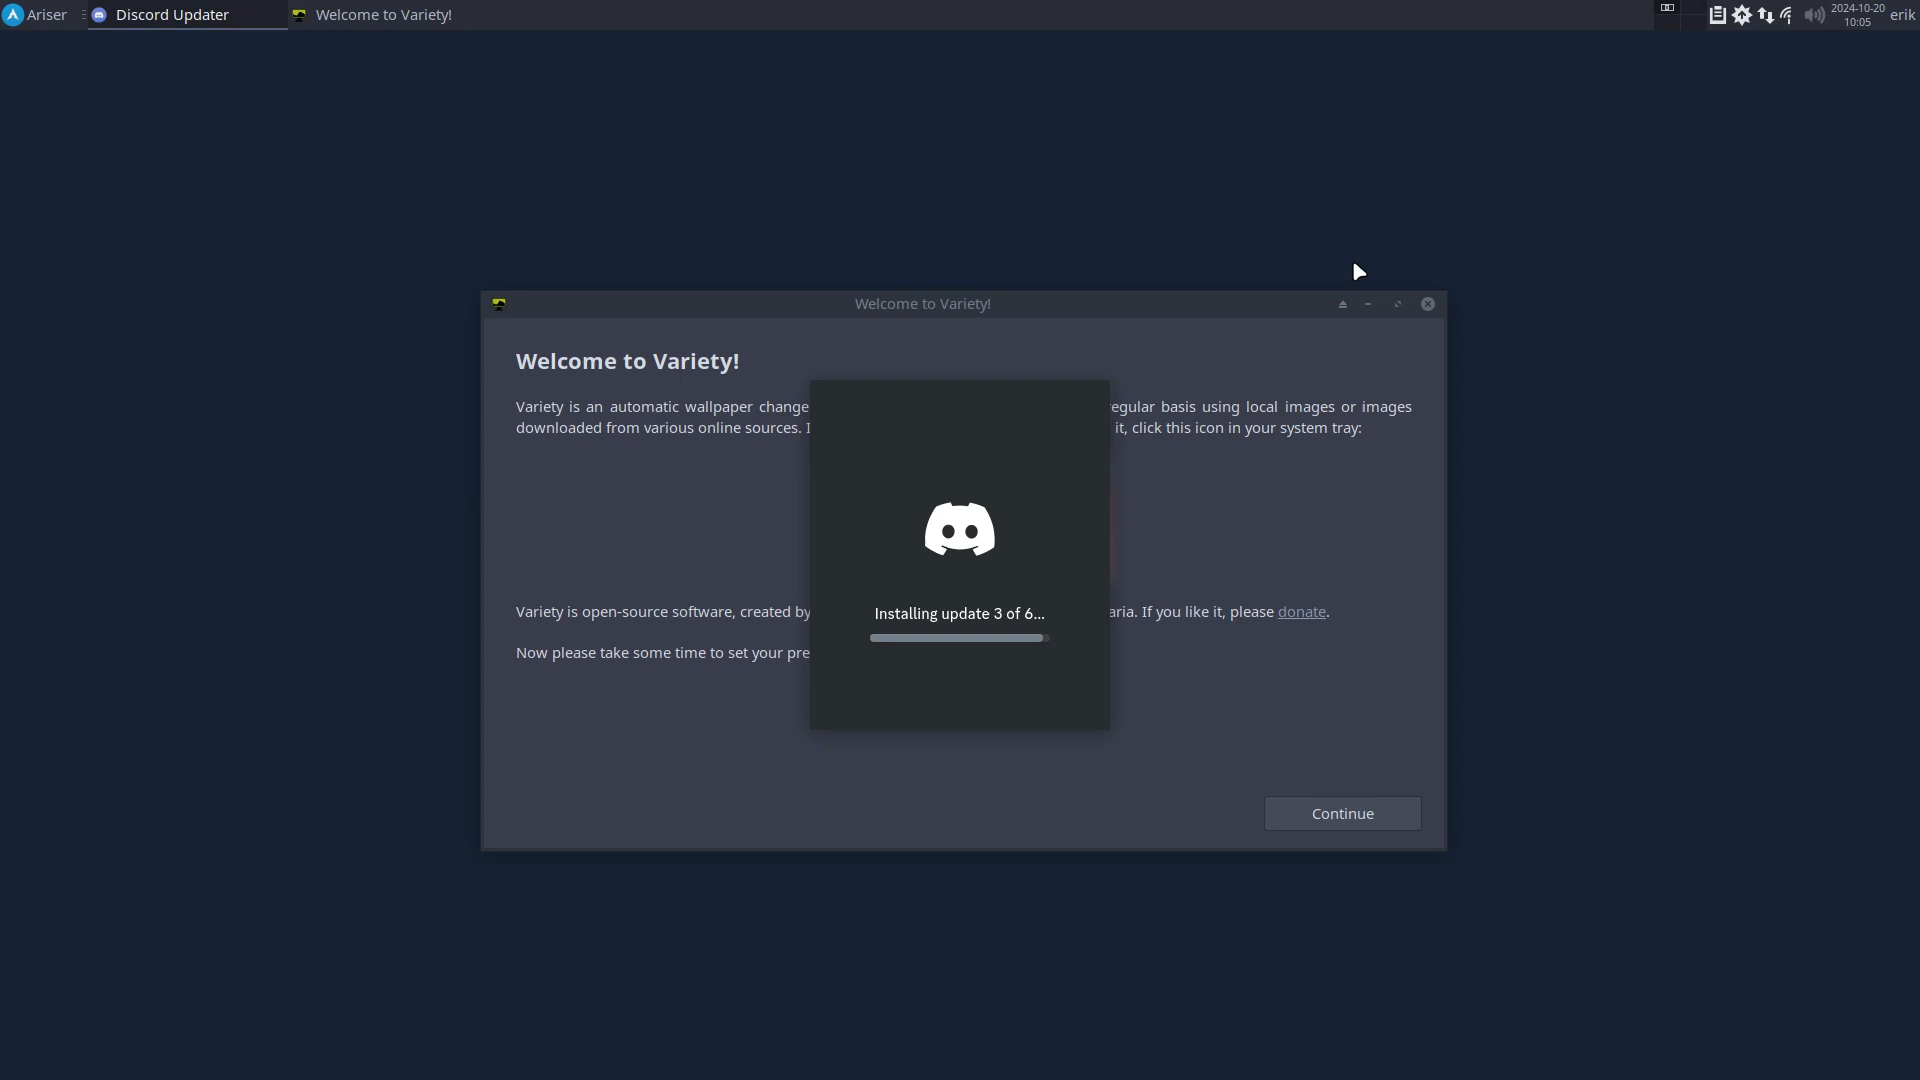 Ariser
Discord Updater
Welcome to Variety!
2024-10-20
10:05
erik
Welcome to Variety!
Welcome to Variety!
Variety is an automatic wallpaper change
egular basis using local images or images
downloaded from various online sources.
it, click this icon in your system tray:
Installing update 3 of 6...
Variety is open-source software, created by
aria. If you like it, please donate.
Now please take some time to set your pre
Continue